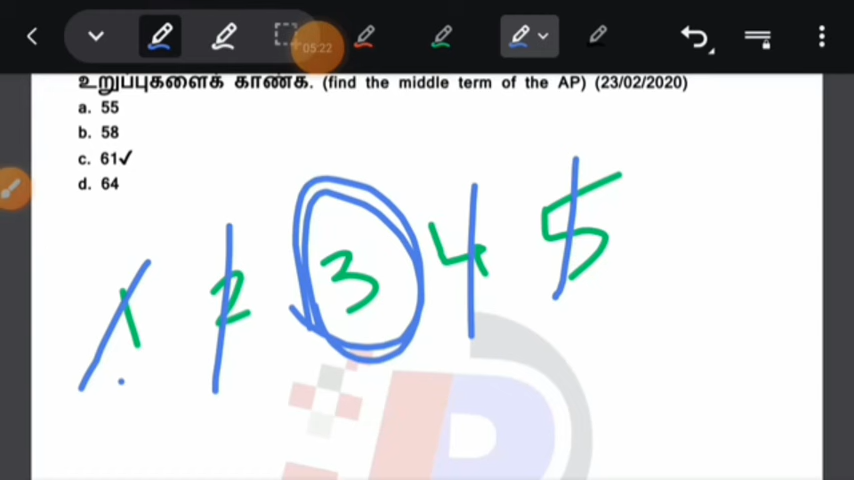 05:22
உறுப்புகளைக் காண்க. (find the middle term of the AP) (23/02/2020)
a. 55
b. 58
c. 61✓
d. 64
1 2 3 4 5